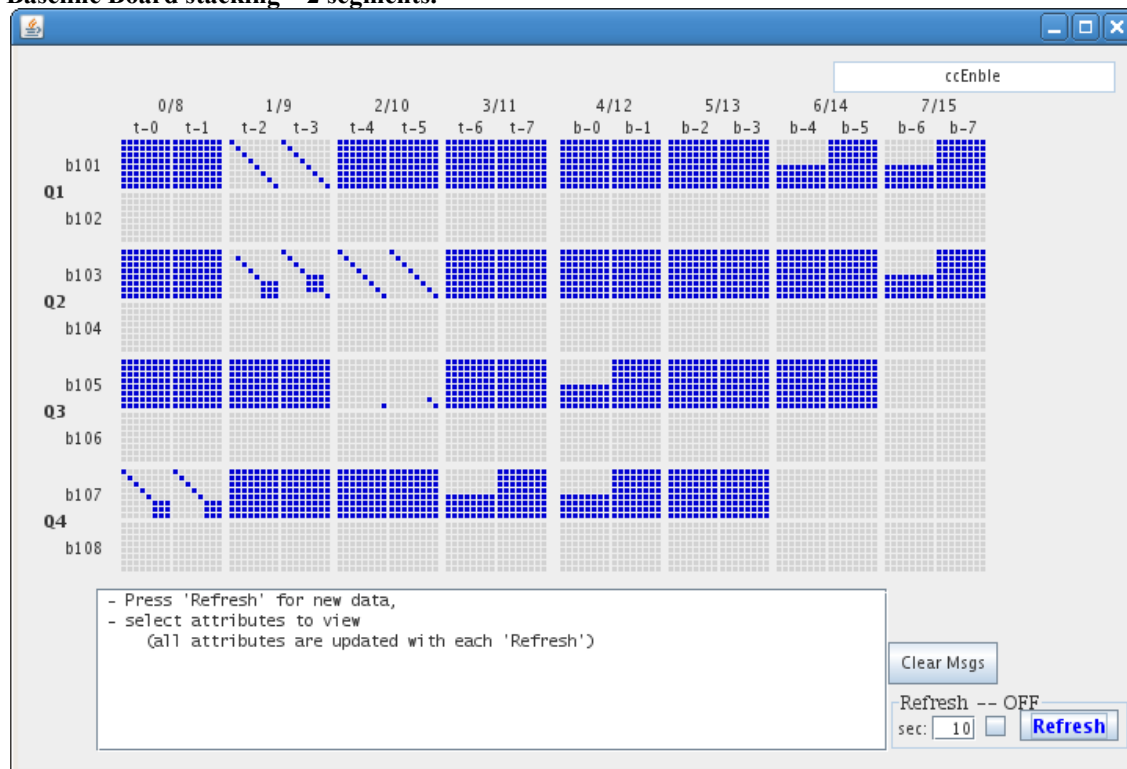 Baseline Board stacking – 2 segments.
ccEnble
0/8 1/9 2/10 3/11 4/12 5/13 6/14 7/15
t-0 t-1 t-2 t-3 t-4 t-5 t-6 t-7 b-0 b-1 b-2 b-3 b-4 b-5 b-6 b-7
b101
Q1
b102
b103
Q2
b104
b105
Q3
b106
b107
Q4
b108
- Press 'Refresh' for new data,
- select attributes to view
(all attributes are updated with each 'Refresh')
Clear Msgs
Refresh -- OFF
sec: 10 Refresh